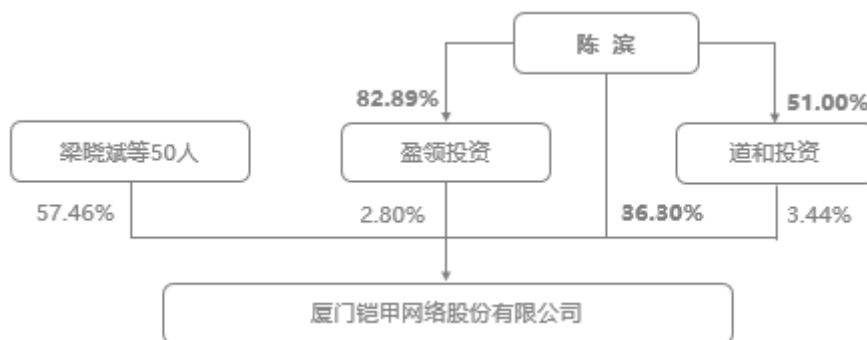 陈 滨
82.89%
51.00%
梁晓斌等50人
盈领投资
道和投资
57.46%
2.80%
36.30%
3.44%
厦门铠甲网络股份有限公司